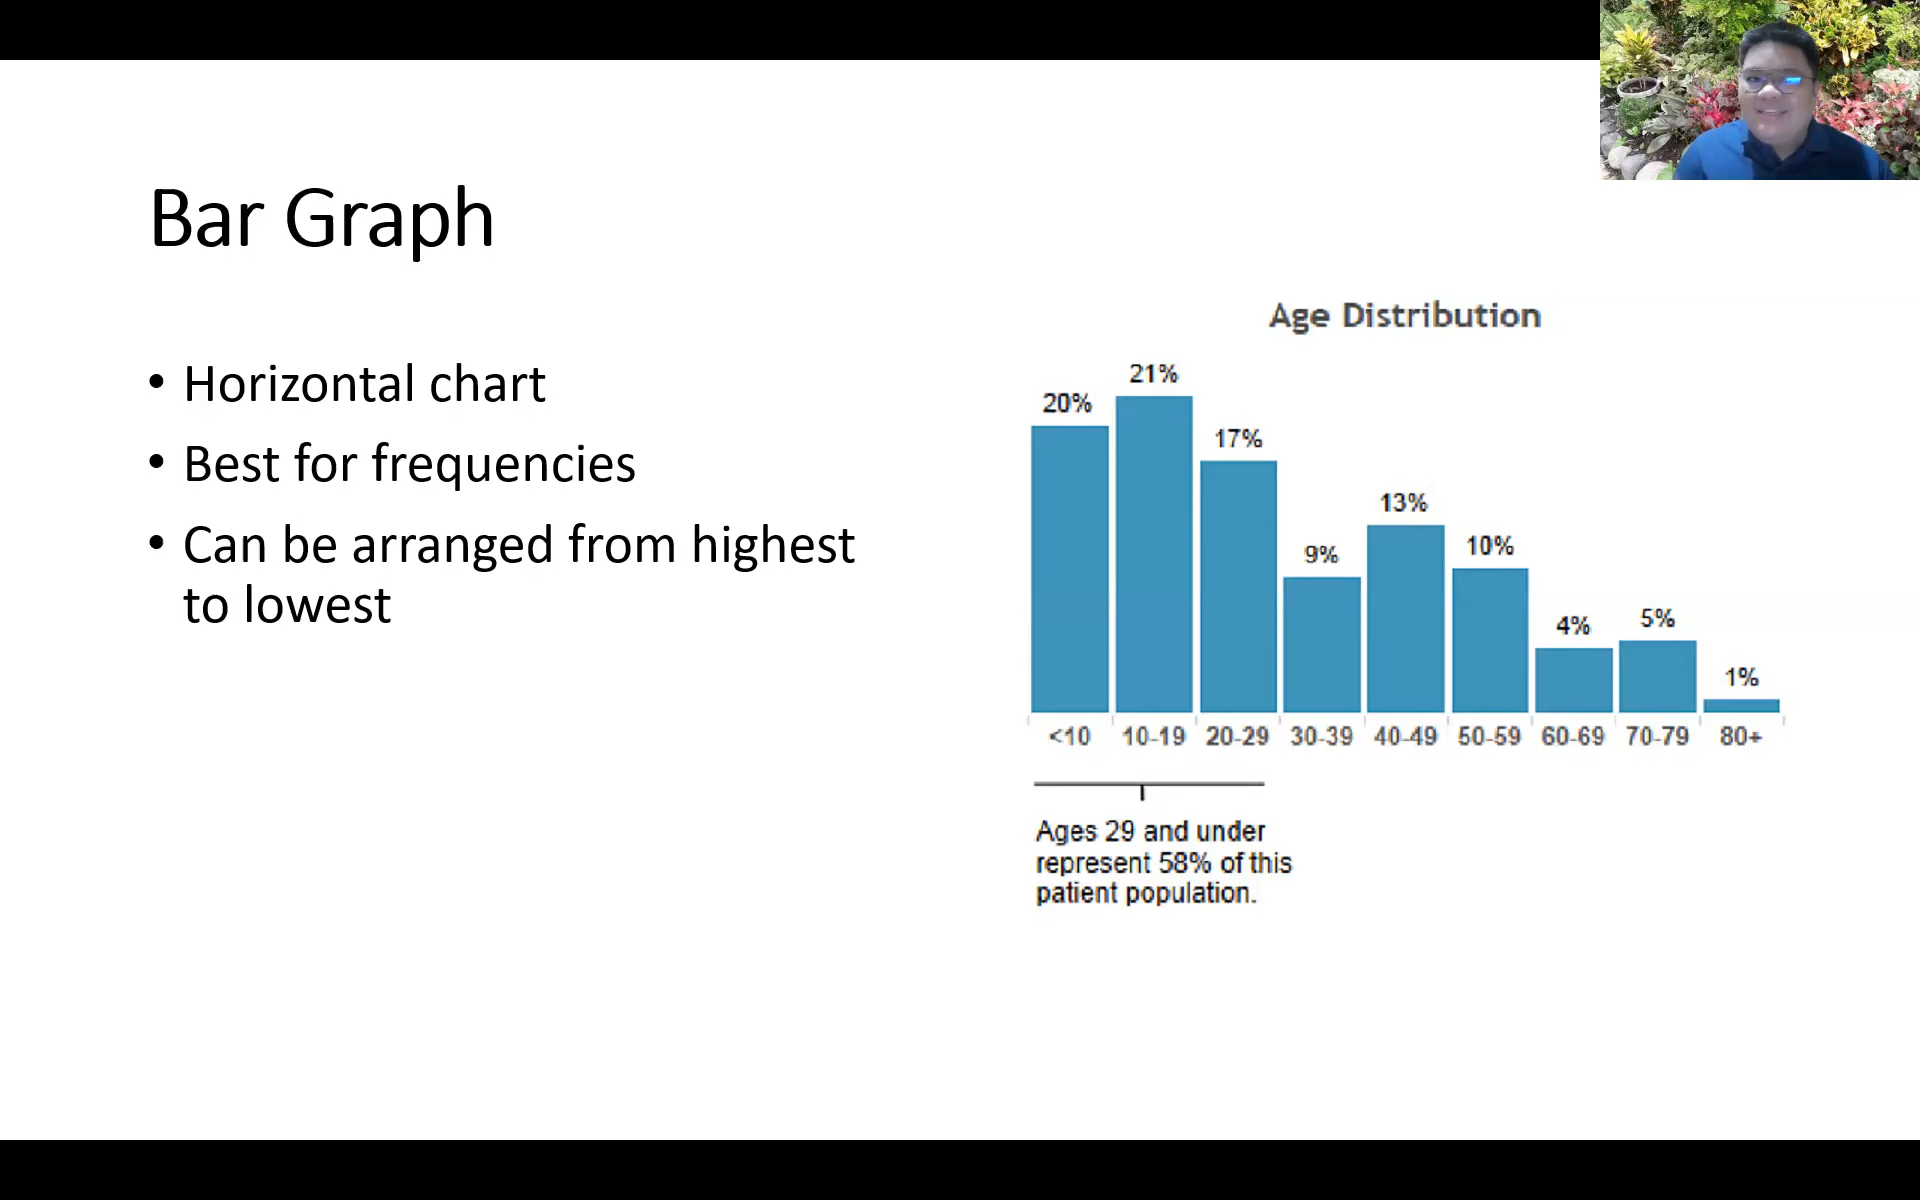 Bar Graph
• Horizontal chart
• Best for frequencies
• Can be arranged from highest
to lowest
Age Distribution
20%
21%
17%
9%
13%
10%
4%
5%
1%
<10
10-19
20-29
30-39
40-49
50-59
60-69
70-79
80+
Ages 29 and under
represent 58% of this
patient population.